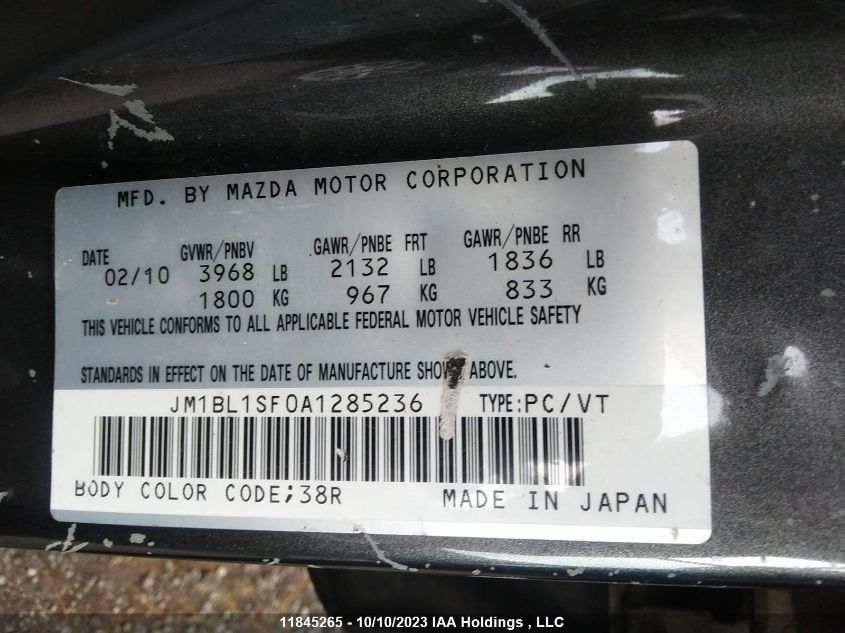 MFD. BY MAZDA MOTOR CORPORATION
DATE GVWR/PNBV GAWR/PNBE FRT GAWR/PNBE RR
02/10 3968 LB 2132 LB 1836 LB
1800 KG 967 KG 833 KG
THIS VEHICLE CONFORMS TO ALL APPLICABLE FEDERAL MOTOR VEHICLE SAFETY
STANDARDS IN EFFECT ON THE DATE OF MANUFACTURE SHOWN ABOVE.
JM1BL1SF0A1285236 TYPE:PC/VT
BODY COLOR CODE;38R MADE IN JAPAN
11845265 - 10/10/2023 IAA Holdings , LLC